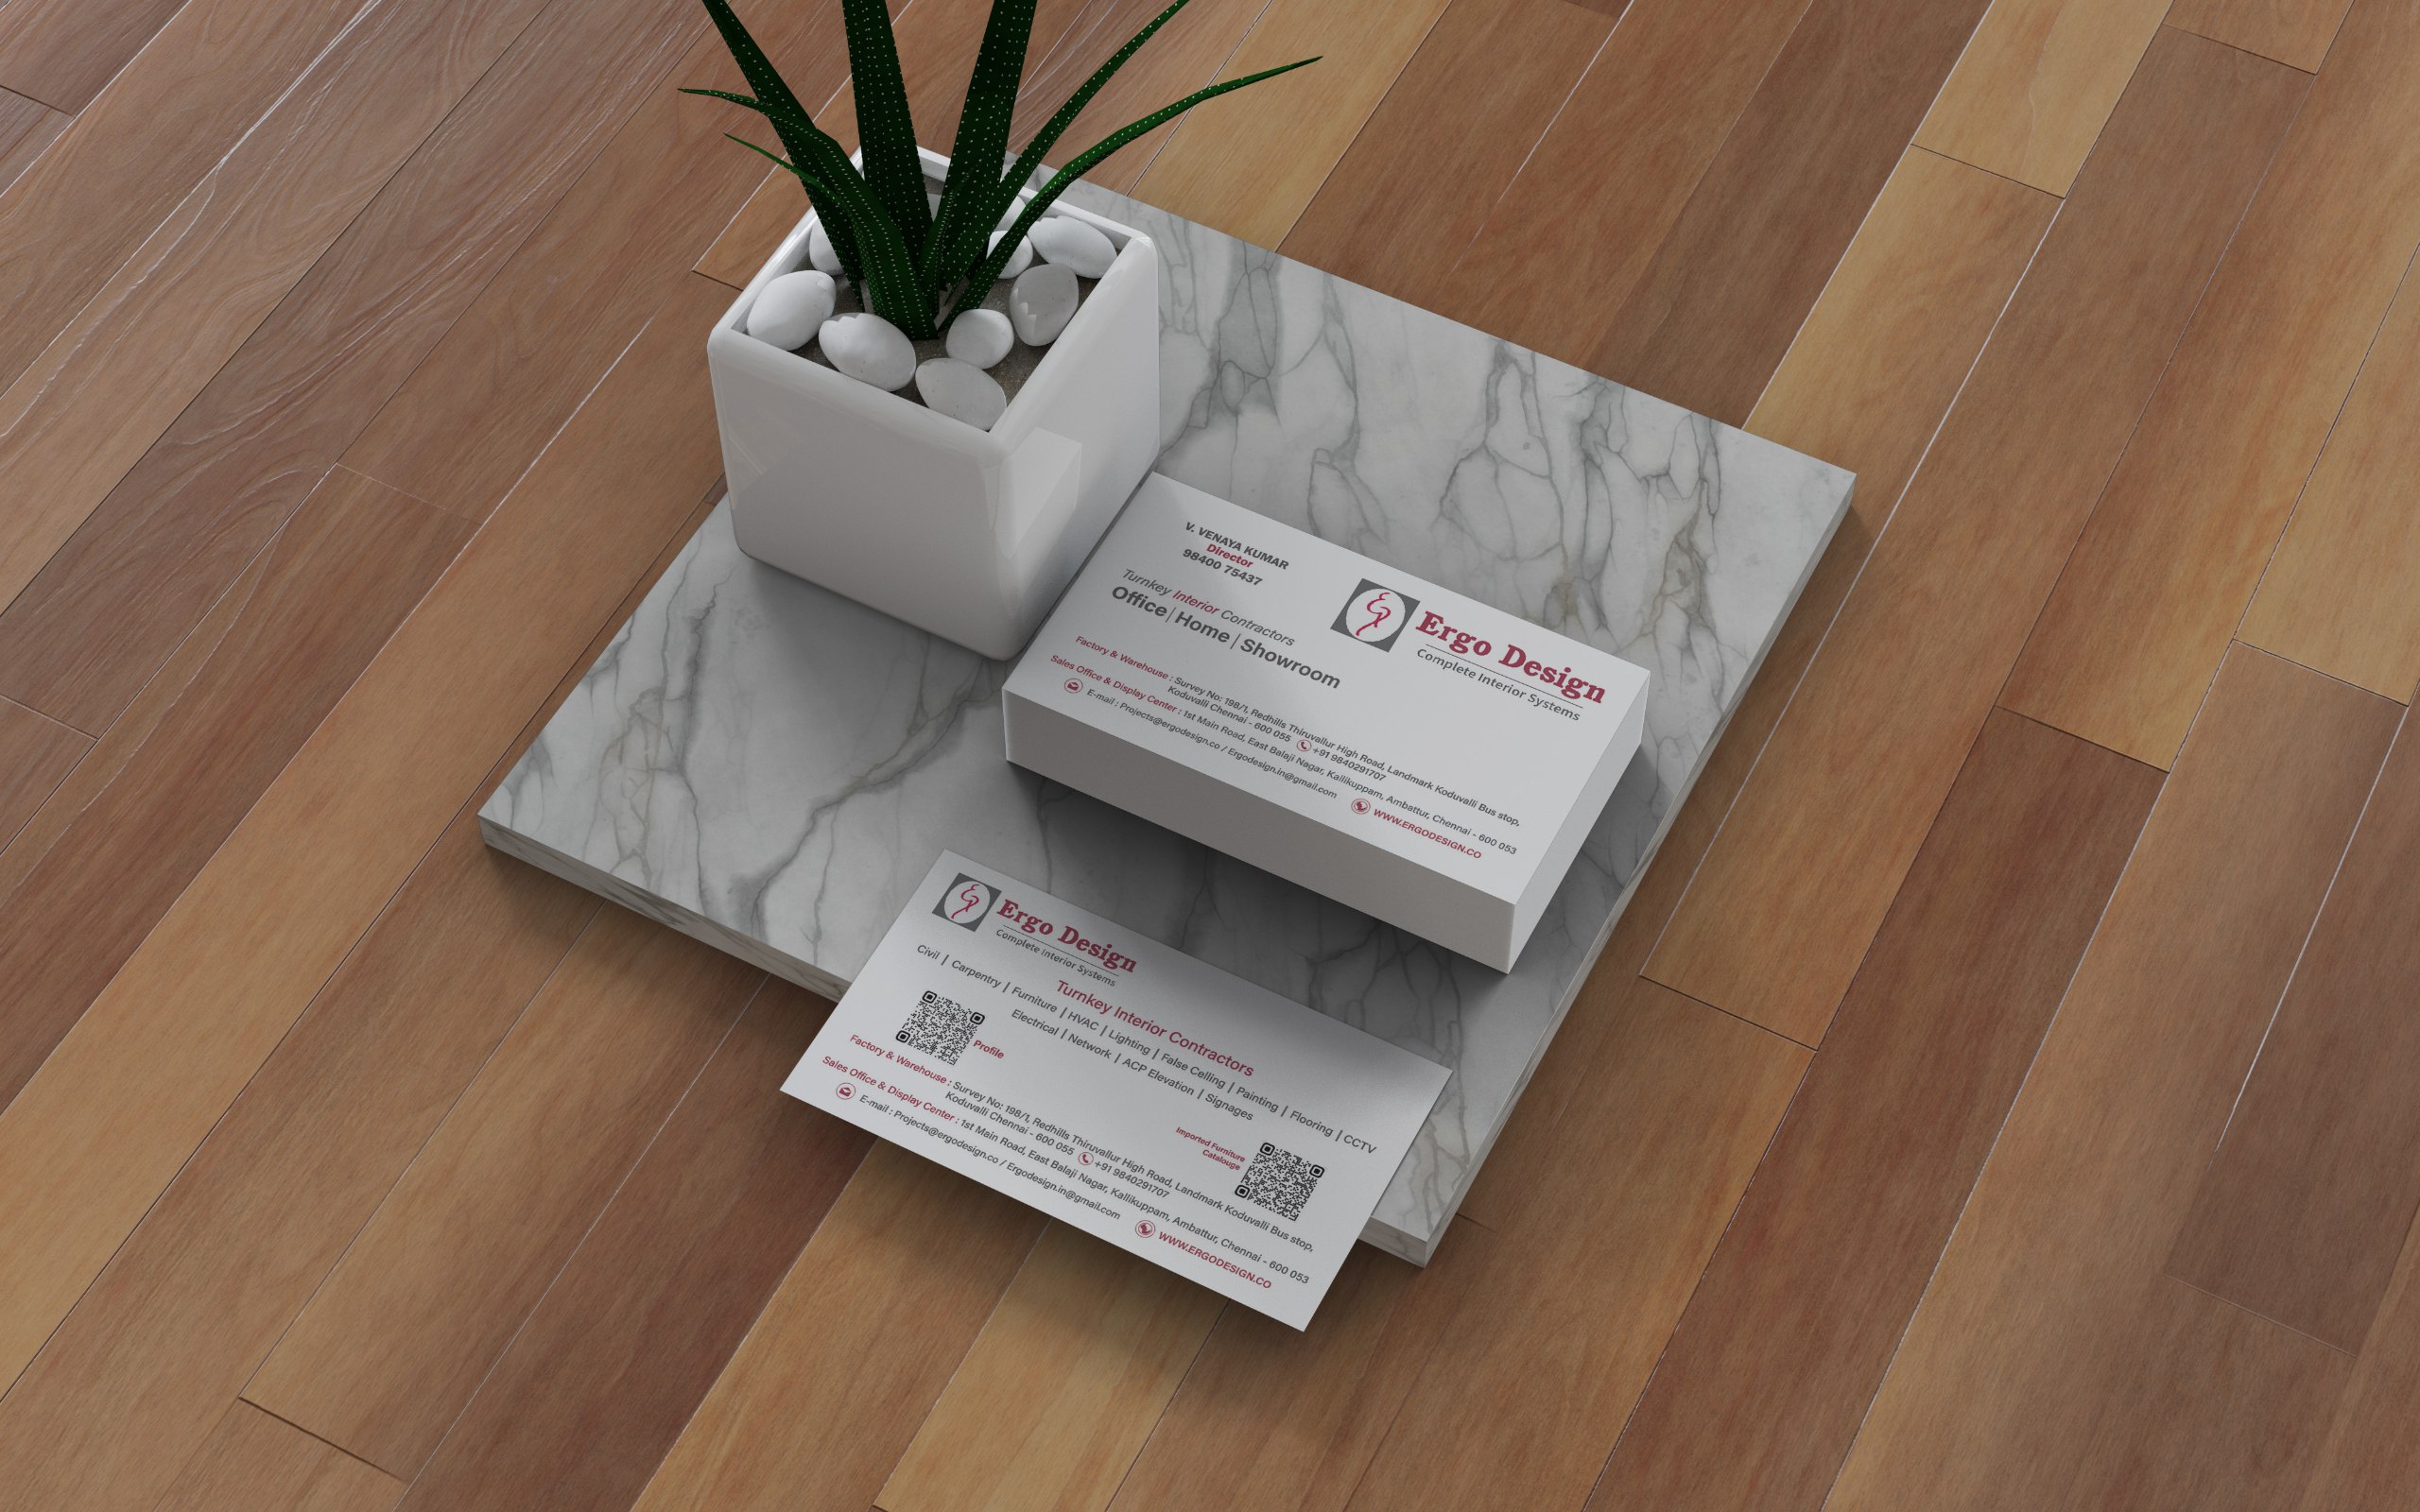 V. VENAYA KUMAR
Director
98400 75437
Turnkey Interior Contractors
Office | Home | Showroom
Ergo Design
Complete Interior Systems
Factory & Warehouse : Survey No: 198/1, Redhills Thiruvallur High Road, Landmark Koduvalli Bus stop,
Koduvalli Chennai - 600 055 +91 9840291707
Sales Office & Display Center : 1st Main Road, East Balaji Nagar, Kallikuppam, Ambattur, Chennai - 600 053
E-mail : Projects@ergodesign.co / Ergodesign.in@gmail.com WWW.ERGODESIGN.CO
Ergo Design
Complete Interior Systems
Turnkey Interior Contractors
Civil | Carpentry | Furniture | HVAC | Lighting | False Ceiling | Painting | Flooring | CCTV
Electrical | Network | ACP Elevation | Signages
Profile
Imported Furniture
Catalouge
Factory & Warehouse : Survey No: 198/1, Redhills Thiruvallur High Road, Landmark Koduvalli Bus stop,
Koduvalli Chennai - 600 055 +91 9840291707
Sales Office & Display Center : 1st Main Road, East Balaji Nagar, Kallikuppam, Ambattur, Chennai - 600 053
E-mail : Projects@ergodesign.co / Ergodesign.in@gmail.com WWW.ERGODESIGN.CO